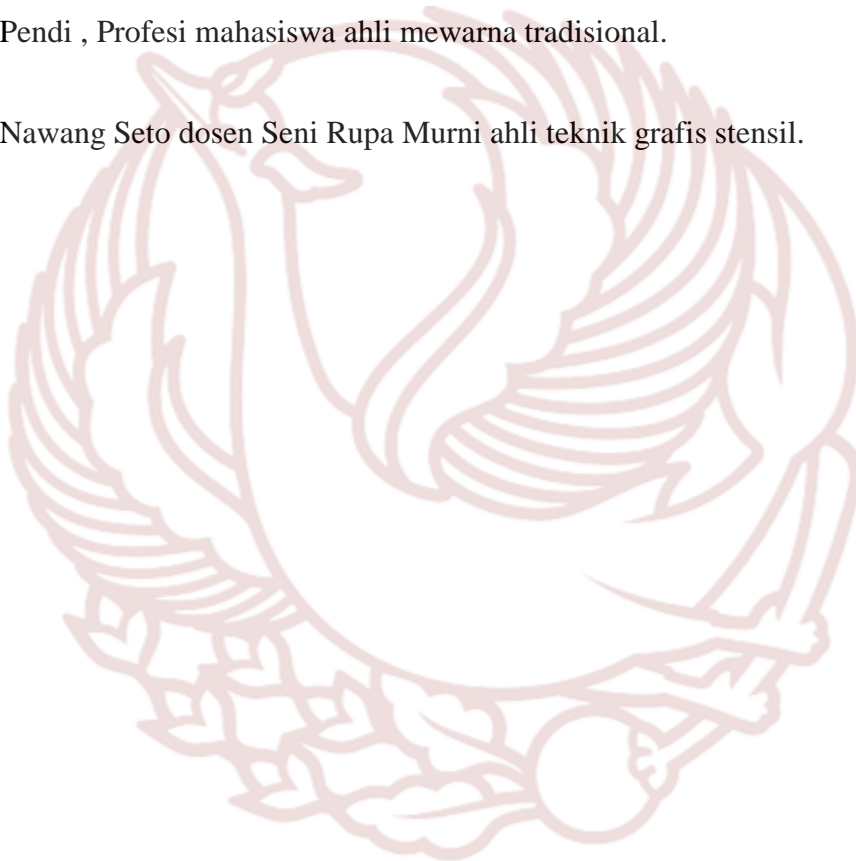 Pendi , Profesi mahasiswa ahli mewarna tradisional.
Nawang Seto dosen Seni Rupa Murni ahli teknik grafis stensil.